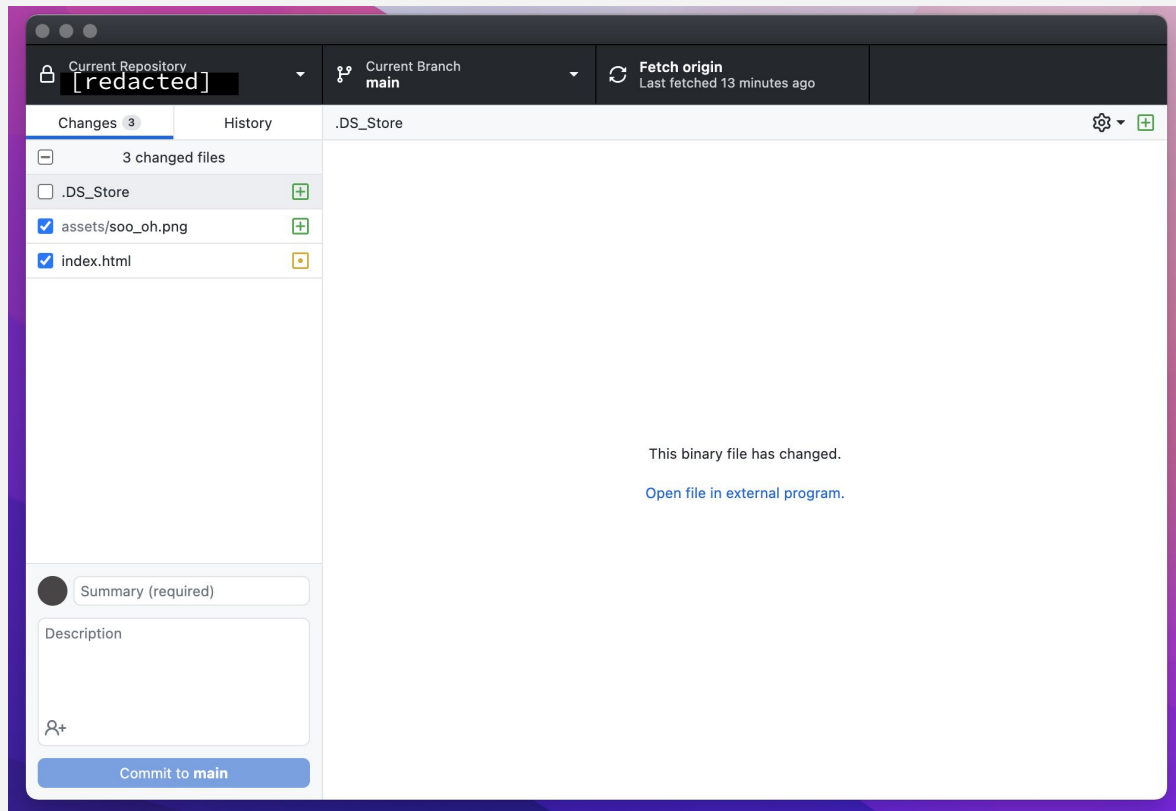 Current Repository
[redacted]
Current Branch
main
Fetch origin
Last fetched 13 minutes ago
Changes 3
History
.DS_Store
3 changed files
.DS_Store
assets/soo_oh.png
index.html
This binary file has changed.
Open file in external program.
Summary (required)
Description
Commit to main